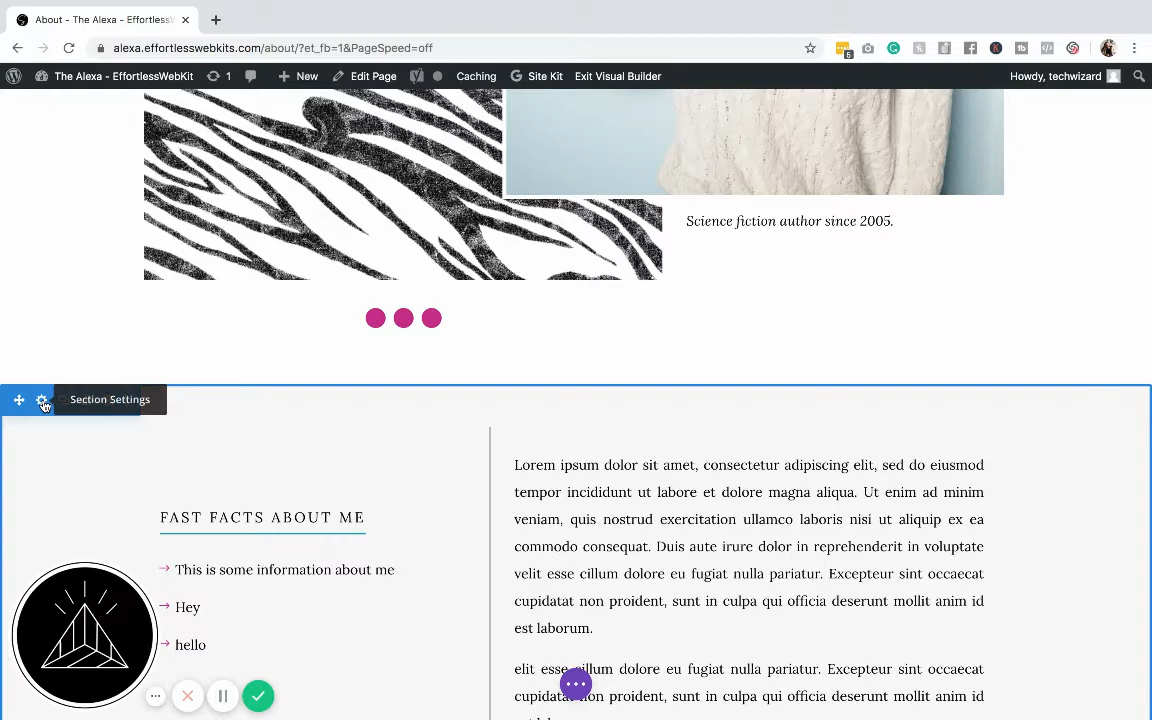 About - The Alexa - EffortlessW
alexa.effortlesswebkits.com/about/?et_fb=1&PageSpeed=off
5
The Alexa - EffortlessWebKit
1
New
Edit Page
Caching
G Site Kit
Exit Visual Builder
Howdy, techwizard
Science fiction author since 2005.
Section Settings
FAST FACTS ABOUT ME
This is some information about me
Hey
hello
Lorem ipsum dolor sit amet, consectetur adipiscing elit, sed do eiusmod
tempor incididunt ut labore et dolore magna aliqua. Ut enim ad minim
veniam, quis nostrud exercitation ullamco laboris nisi ut aliquip ex ea
commodo consequat. Duis aute irure dolor in reprehenderit in voluptate
velit esse cillum dolore eu fugiat nulla pariatur. Excepteur sint occaecat
cupidatat non proident, sunt in culpa qui officia deserunt mollit anim id
est laborum.
elit esse cillum dolore eu fugiat nulla pariatur. Excepteur sint occaecat
cupidatat non proident, sunt in culpa qui officia deserunt mollit anim id